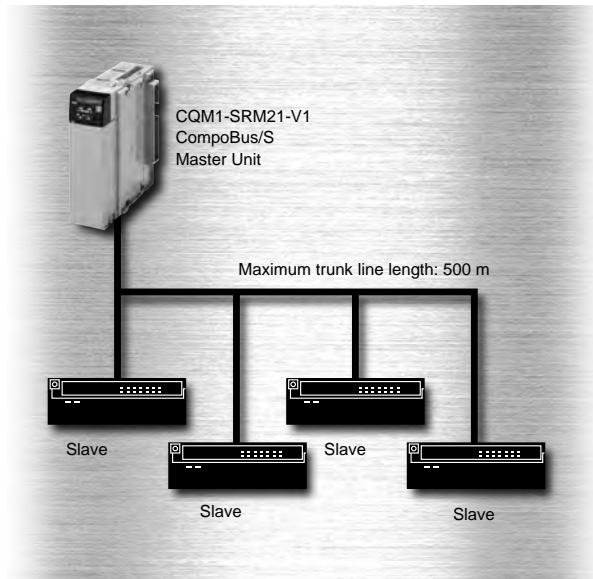 CQM1-SRM21-V1
CompoBus/S
Master Unit
Maximum trunk line length: 500 m
Slave
Slave
Slave
Slave